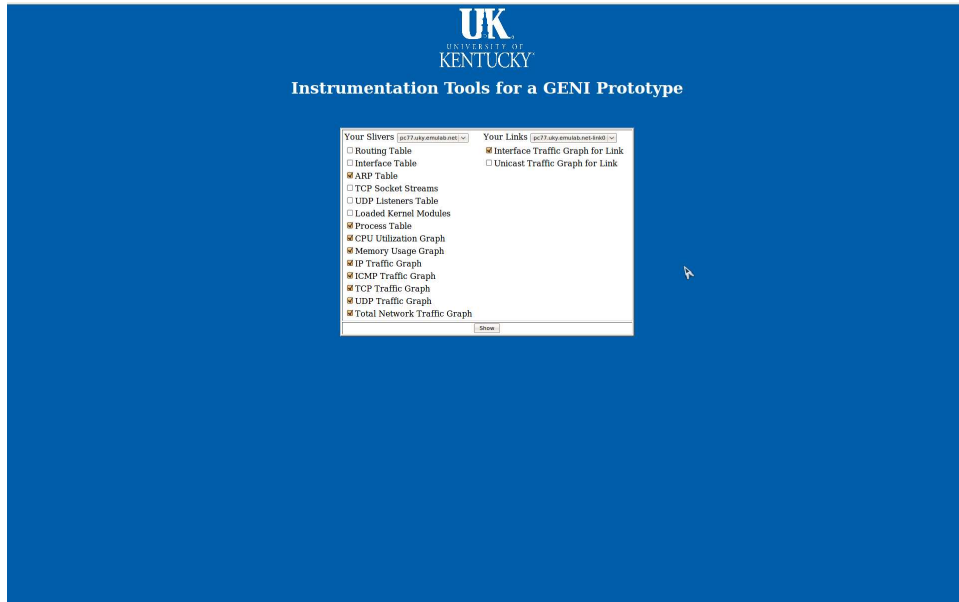 UK
UNIVERSITY OF
KENTUCKY
Instrumentation Tools for a GENI Prototype
Your Slivers pc77.uky.emulab.net
Routing Table
Interface Table
ARP Table
TCP Socket Streams
UDP Listeners Table
Loaded Kernel Modules
Process Table
CPU Utilization Graph
Memory Usage Graph
IP Traffic Graph
ICMP Traffic Graph
TCP Traffic Graph
UDP Traffic Graph
Total Network Traffic Graph
Your Links pc77.uky.emulab.net-link0
Interface Traffic Graph for Link
Unicast Traffic Graph for Link
Show